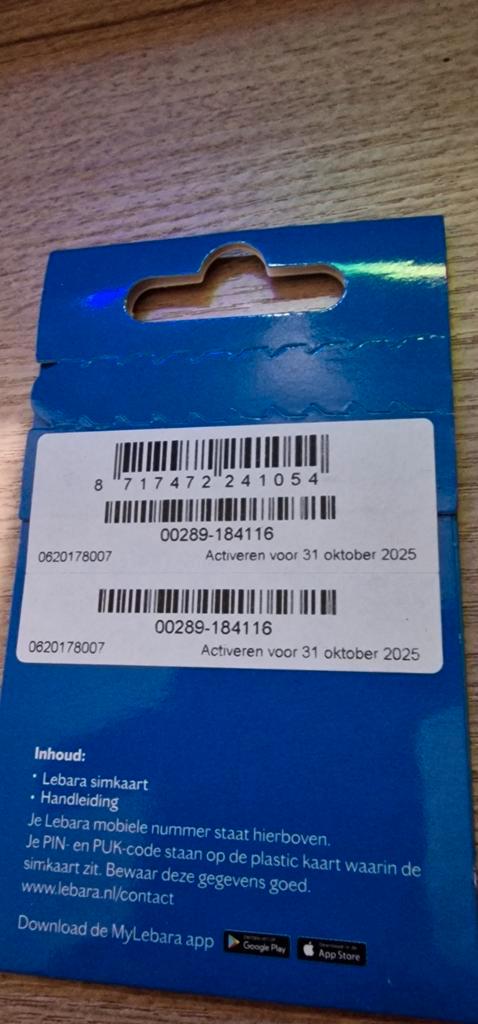 8 717472 241054
00289-184116
0620178007 Activeren voor 31 oktober 2025
00289-184116
0620178007 Activeren voor 31 oktober 2025
Inhoud:
• Lebara simkaart
• Handleiding
Je Lebara mobiele nummer staat hierboven.
Je PIN- en PUK-code staan op de plastic kaart waarin de
simkaart zit. Bewaar deze gegevens goed.
www.lebara.nl/contact
Download de MyLebara app Google Play App Store